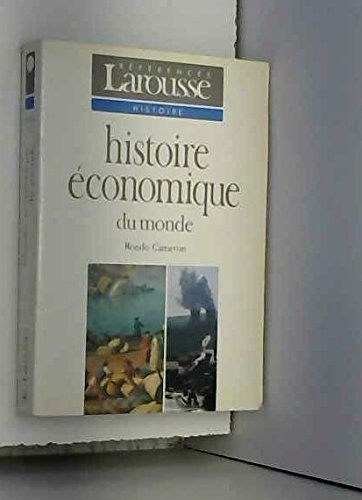 RÉFÉRENCES
Larousse
HISTOIRE
histoire
économique
du monde
Rondo Cameron